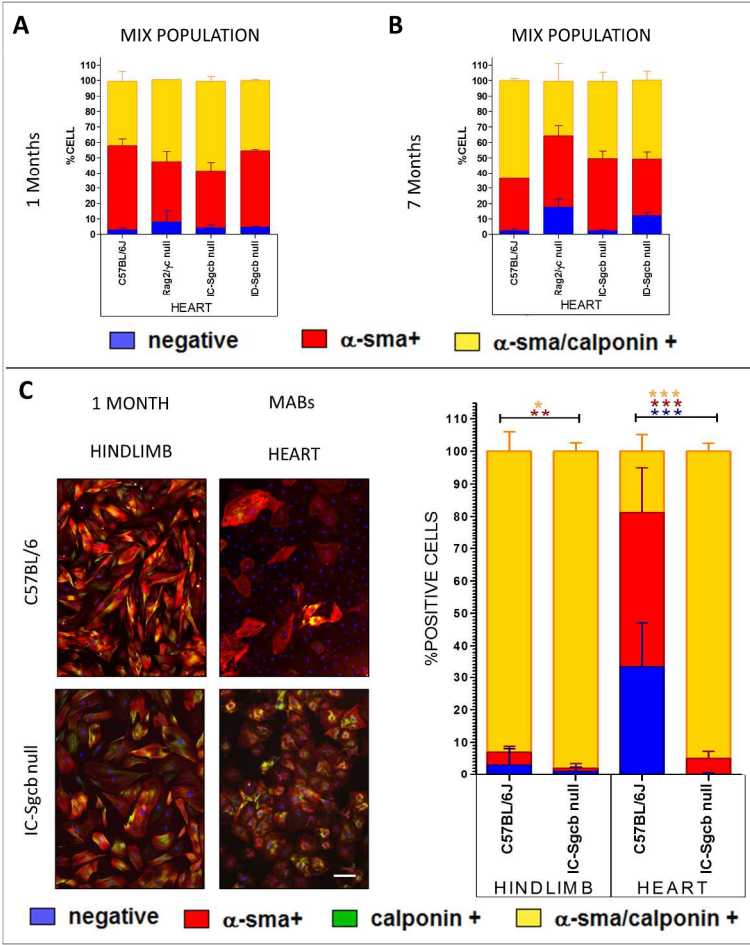 A
MIX POPULATION
110
100
90
80
70
60
50
40
30
20
10
0
%CELL
1 Months
C57BL/6J
Rag2/γc null
IC-Sgcb null
ID-Sgcb null
HEART
B
MIX POPULATION
110
100
90
80
70
60
50
40
30
20
10
0
%CELL
7 Months
C57BL/6J
Rag2/γc null
IC-Sgcb null
ID-Sgcb null
HEART
negative
α-sma+
α-sma/calponin +
C
1 MONTH
MABs
HINDLIMB
HEART
C57BL/6
IC-Sgcb null
*
**
***
***
***
110
100
90
80
70
60
50
40
30
20
10
0
%POSITIVE CELLS
C57BL/6J
IC-Sgcb null
C57BL/6J
IC-Sgcb null
HINDLIMB
HEART
negative
α-sma+
calponin +
α-sma/calponin +